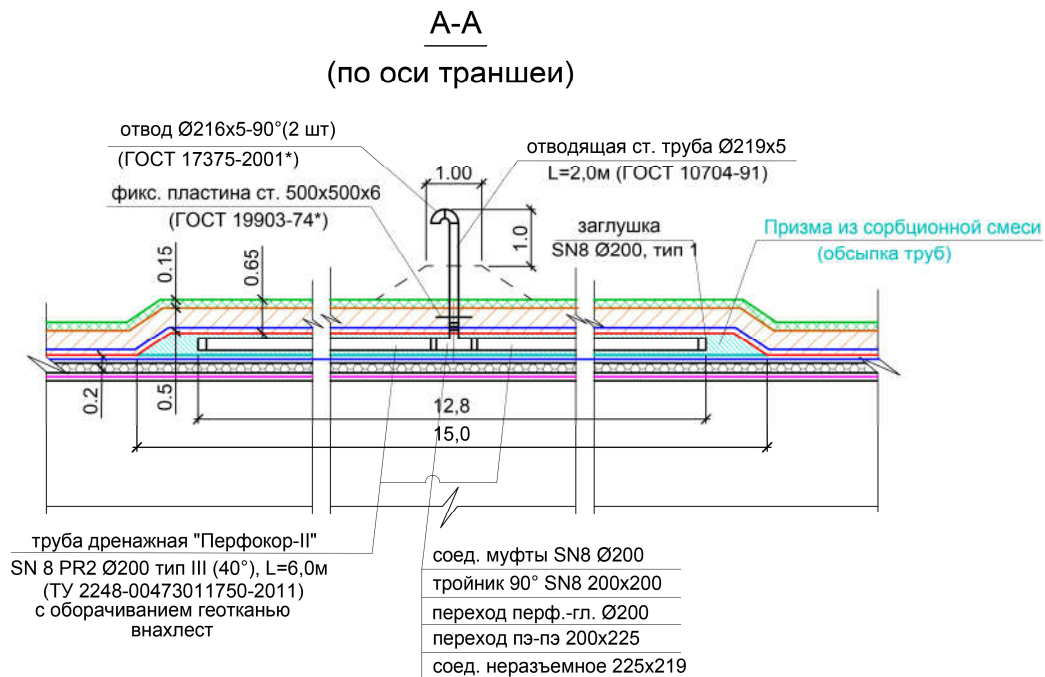 А-А
(по оси траншеи)
отвод Ø216х5-90°(2 шт)
(ГОСТ 17375-2001*)
отводящая ст. труба Ø219х5
L=2,0м (ГОСТ 10704-91)
1.00
фикс. пластина ст. 500х500х6
(ГОСТ 19903-74*)
1.0
заглушка
SN8 Ø200, тип 1
Призма из сорбционной смеси
(обсыпка труб)
0.15
0.65
0.2
0.5
12,8
15,0
труба дренажная "Перфокор-II"
SN 8 PR2 Ø200 тип III (40°), L=6,0м
(ТУ 2248-00473011750-2011)
с оборачиванием геотканью
внахлест
соед. муфты SN8 Ø200
тройник 90° SN8 200х200
переход перф.-гл. Ø200
переход пэ-пэ 200х225
соед. неразъемное 225х219